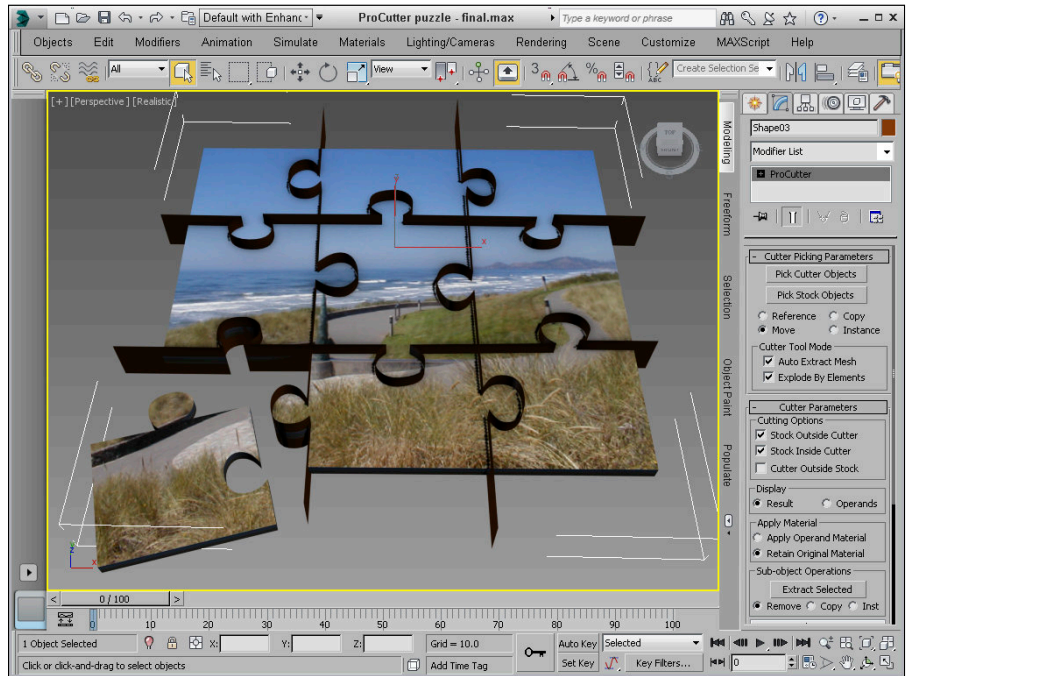 Default with Enhanc
ProCutter puzzle - final.max
Type a keyword or phrase
Objects Edit Modifiers Animation Simulate Materials Lighting/Cameras Rendering Scene Customize MAXScript Help
All
View
3
%
ABC
Create Selection Se
[+][Perspective][Realistic]
TOP
Modeling
Freeform
Selection
Object Paint
Populate
y
x
z
x
Shape03
Modifier List
ProCutter
- Cutter Picking Parameters
Pick Cutter Objects
Pick Stock Objects
Reference Copy
Move Instance
Cutter Tool Mode
Auto Extract Mesh
Explode By Elements
- Cutter Parameters
Cutting Options
Stock Outside Cutter
Stock Inside Cutter
Cutter Outside Stock
Display
Result Operands
Apply Material
Apply Operand Material
Retain Original Material
Sub-object Operations
Extract Selected
Remove Copy Inst
< 0 / 100 >
0 10 20 30 40 50 60 70 80 90 100
1 Object Selected X: Y: Z: Grid = 10.0 Auto Key Selected
Click or click-and-drag to select objects Add Time Tag Set Key Key Filters... 0